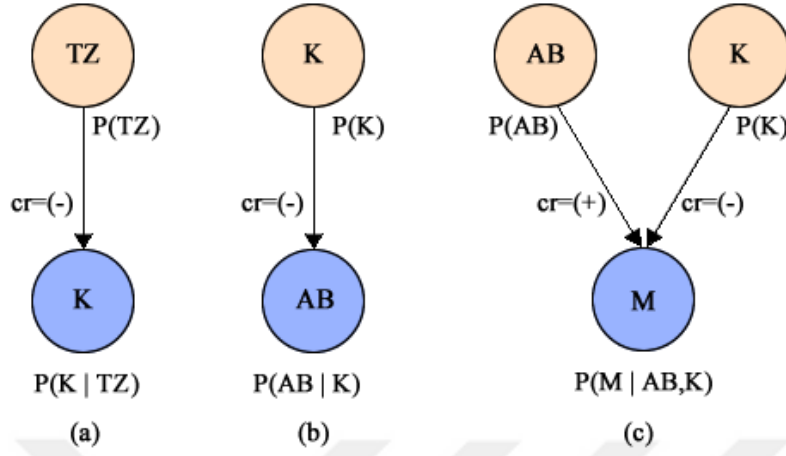 TZ
P(TZ)
cr=(-)
K
P(K | TZ)
(a)
K
P(K)
cr=(-)
AB
P(AB | K)
(b)
AB
K
P(AB)
P(K)
cr=(+)
cr=(-)
M
P(M | AB,K)
(c)